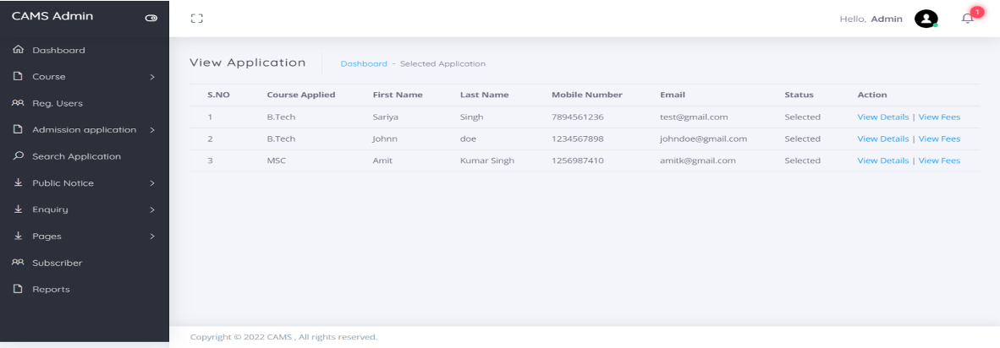 CAMS Admin
Hello, Admin
1
Dashboard
Course
Reg. Users
Admission application
Search Application
Public Notice
Enquiry
Pages
Subscriber
Reports
View Application Dashboard - Selected Application
S.NO Course Applied First Name Last Name Mobile Number Email Status Action
1 B.Tech Sariya Singh 7894561236 test@gmail.com Selected View Details | View Fees
2 B.Tech Johnn doe 1234567898 johndoe@gmail.com Selected View Details | View Fees
3 MSC Amit Kumar Singh 1256987410 amitk@gmail.com Selected View Details | View Fees
Copyright © 2022 CAMS , All rights reserved.